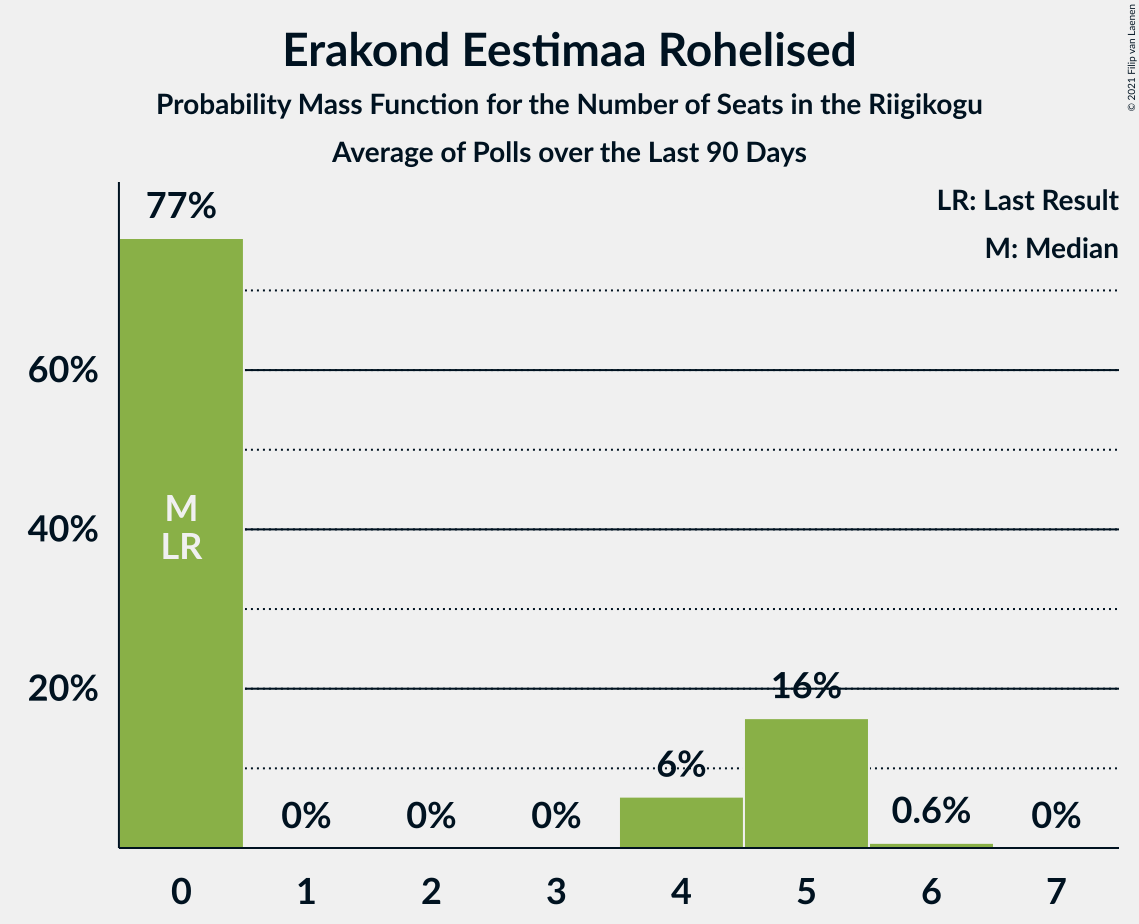 Erakond Eestimaa Rohelised
Probability Mass Function for the Number of Seats in the Riigikogu
Average of Polls over the Last 90 Days
© 2021 Filip van Laenen
LR: Last Result
M: Median
77%
60%
M
40%
LR
20%
16%
6%
0%
0%
0%
0.6%
0%
0
1
2
3
4
5
6
7